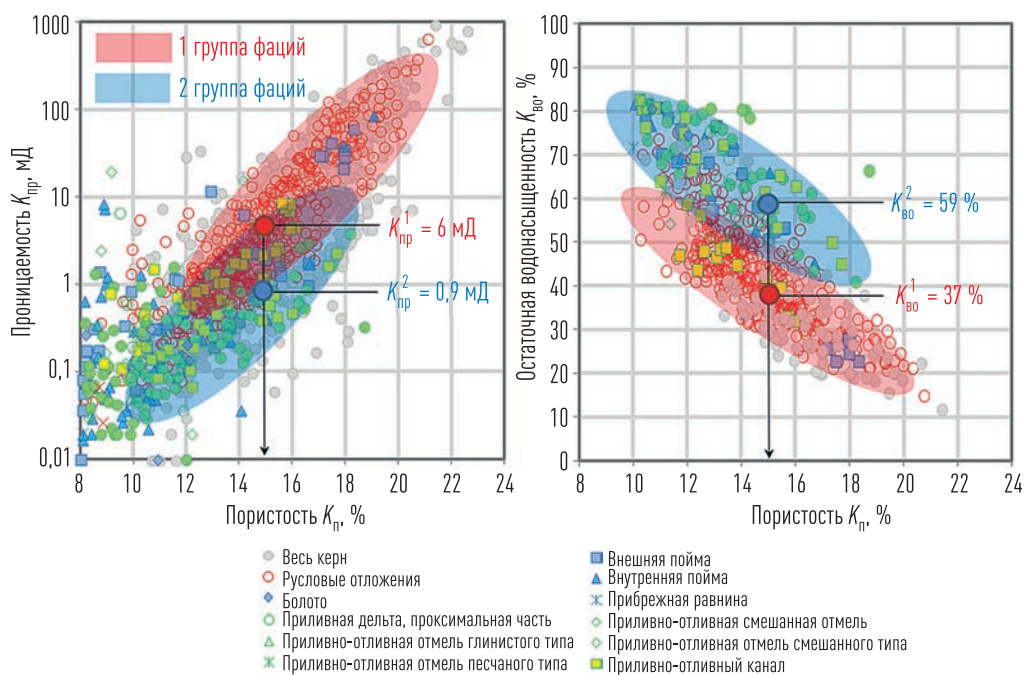 1000
100
10
1
0,1
0,01
Проницаемость Kпр, мД
1 группа фаций
2 группа фаций
K¹пр = 6 мД
K²пр = 0,9 мД
8 10 12 14 16 18 20 22 24
Пористость Kп, %
100
90
80
70
60
50
40
30
20
10
0
Остаточная водонасыщенность Kво, %
K²во = 59 %
K¹во = 37 %
8 10 12 14 16 18 20 22 24
Пористость Kп, %
Весь керн
Русловые отложения
Болото
Приливная дельта, проксимальная часть
Приливно-отливная отмель глинистого типа
Приливно-отливная отмель песчаного типа
Внешняя пойма
Внутренняя пойма
Прибрежная равнина
Приливно-отливная смешанная отмель
Приливно-отливная отмель смешанного типа
Приливно-отливный канал